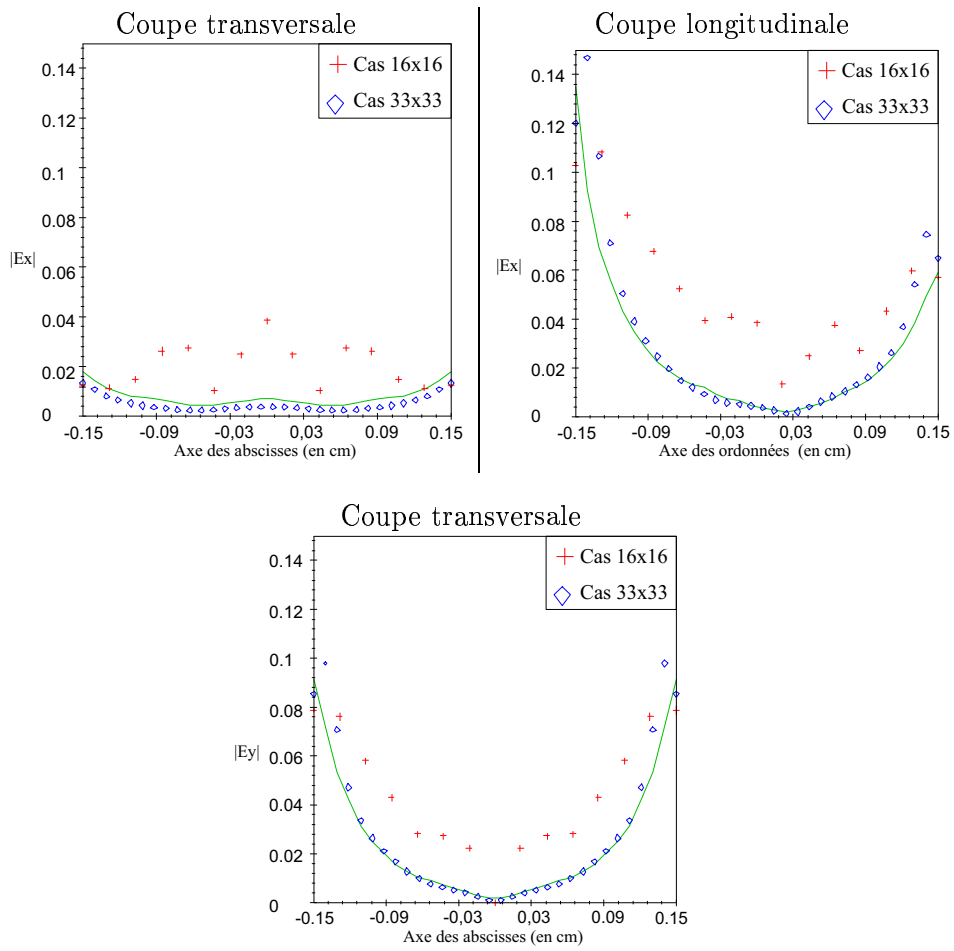 Coupe transversale
Cas 16x16
Cas 33x33
0.14
0.12
0.1
0.08
|Ex|
0.06
0.04
0.02
0
-0.15
-0.09
-0,03
0,03
0.09
0.15
Axe des abscisses (en cm)
Coupe longitudinale
Cas 16x16
Cas 33x33
0.14
0.12
0.1
0.08
|Ex|
0.06
0.04
0.02
0
-0.15
-0.09
-0,03
0,03
0.09
0.15
Axe des ordonnées (en cm)
Coupe transversale
Cas 16x16
Cas 33x33
0.14
0.12
0.1
0.08
|Ey|
0.06
0.04
0.02
0
-0.15
-0.09
-0,03
0,03
0.09
0.15
Axe des abscisses (en cm)